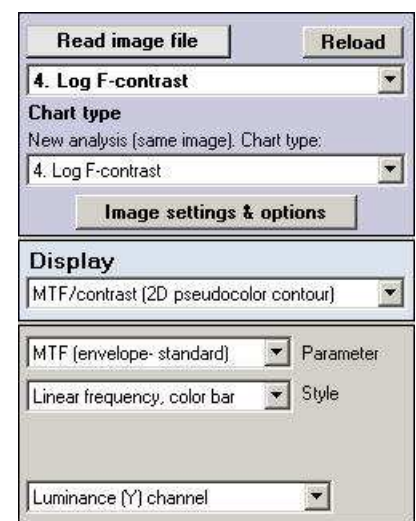 Read image file Reload
4. Log F-contrast
Chart type
New analysis (same image). Chart type:
4. Log F-contrast
Image settings & options
Display
MTF/contrast (2D pseudocolor contour)
MTF (envelope- standard) Parameter
Linear frequency, color bar Style
Luminance (Y) channel